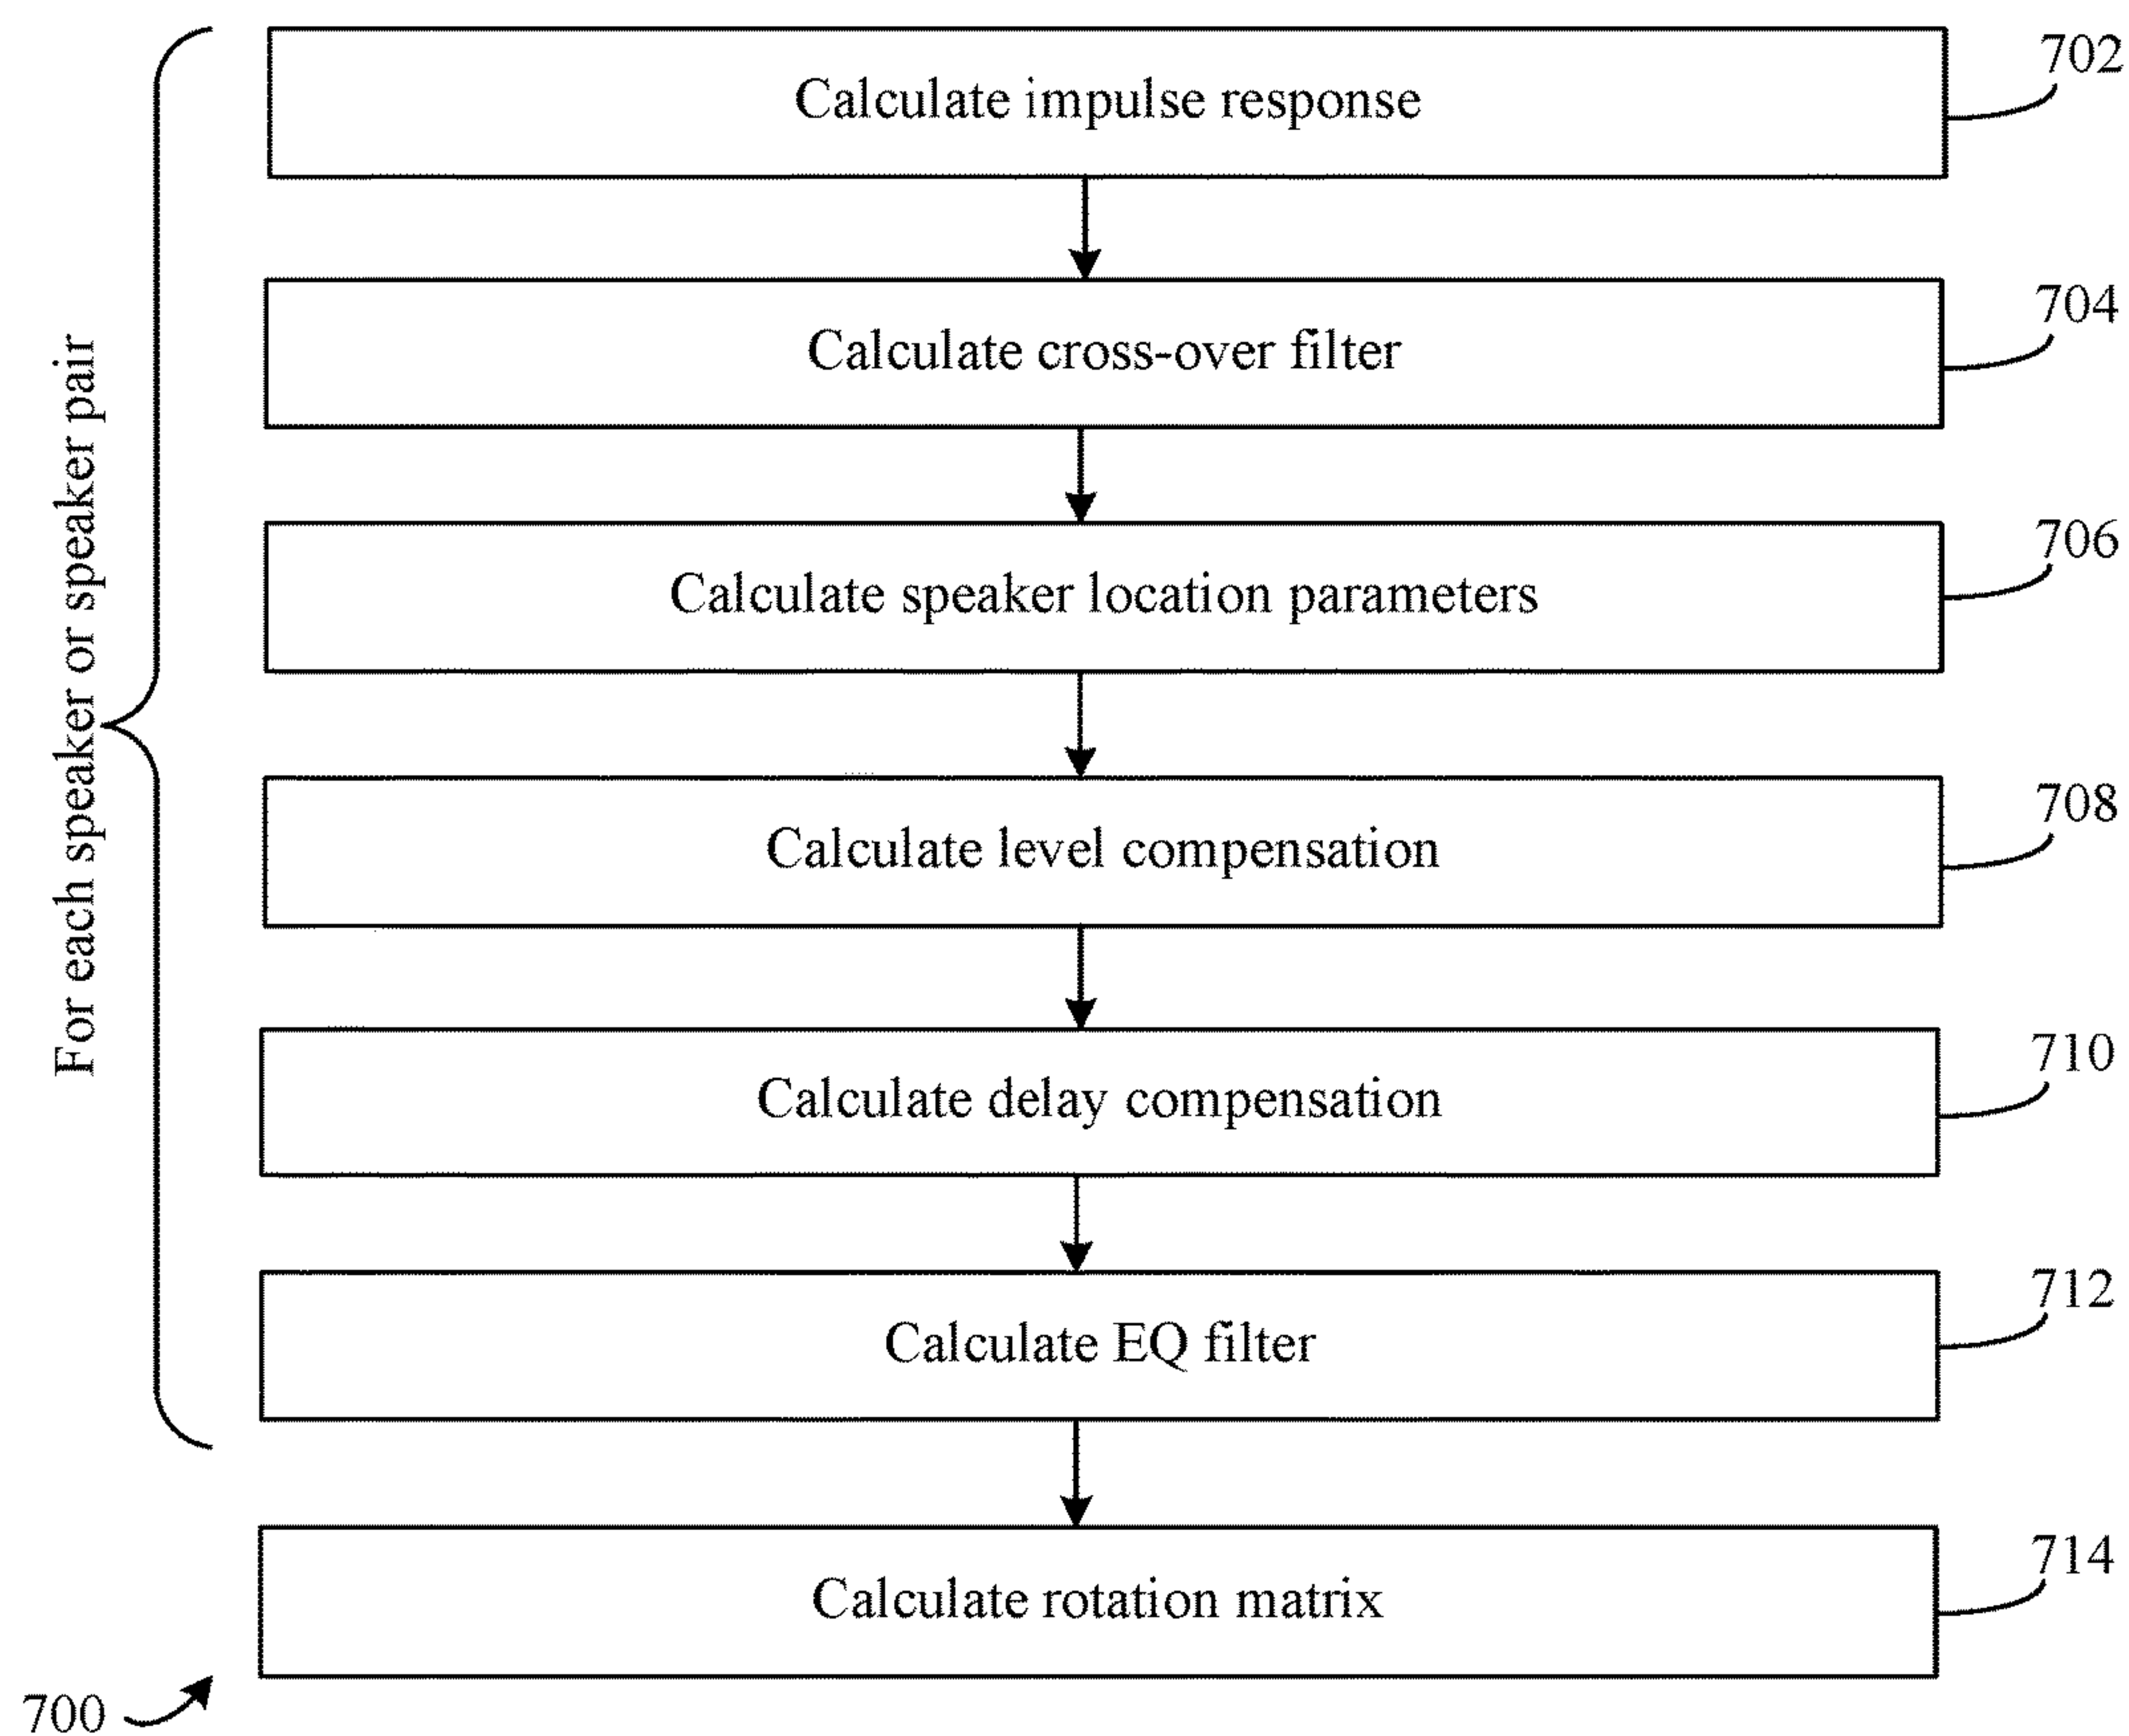 702
Calculate impulse response
704
Calculate cross-over filter
706
Calculate speaker location parameters
708
Calculate level compensation
710
Calculate delay compensation
712
Calculate EQ filter
714
Calculate rotation matrix
For each speaker or speaker pair
700